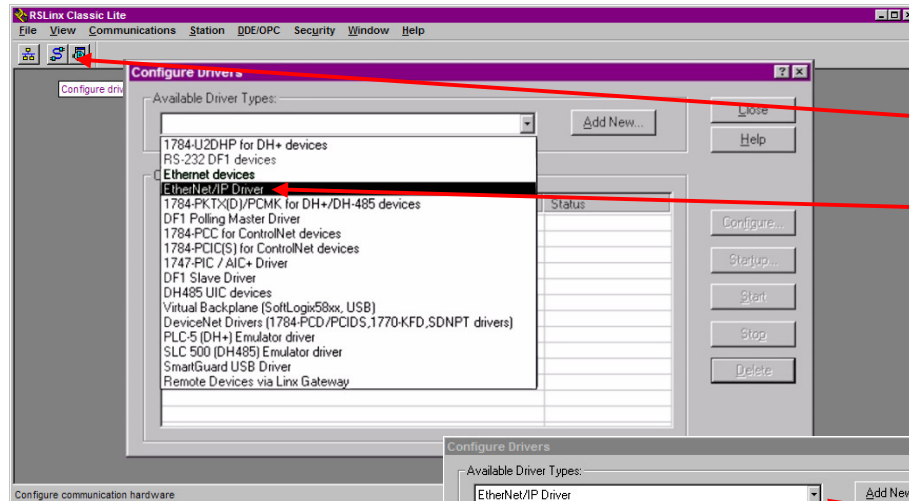 RSLinx Classic Lite
File View Communications Station DDE/OPC Security Window Help
Configure driv
Configure Drivers
Available Driver Types:
Add New...
Close
Help
1784-U2DHP for DH+ devices
RS-232 DF1 devices
Ethernet devices
EtherNet/IP Driver
1784-PKTX(D)/PCMK for DH+/DH-485 devices
DF1 Polling Master Driver
1784-PCC for ControlNet devices
1784-PCIC(S) for ControlNet devices
1747-PIC / AIC+ Driver
DF1 Slave Driver
DH485 UIC devices
Virtual Backplane (SoftLogix58xx, USB)
DeviceNet Drivers (1784-PCD/PCIDS,1770-KFD,SDNPT drivers)
PLC-5 (DH+) Emulator driver
SLC 500 (DH485) Emulator driver
SmartGuard USB Driver
Remote Devices via Linx Gateway
Status
Configure...
Startup...
Start
Stop
Delete
Configure Drivers
Available Driver Types:
EtherNet/IP Driver
Add New
Configure communication hardware